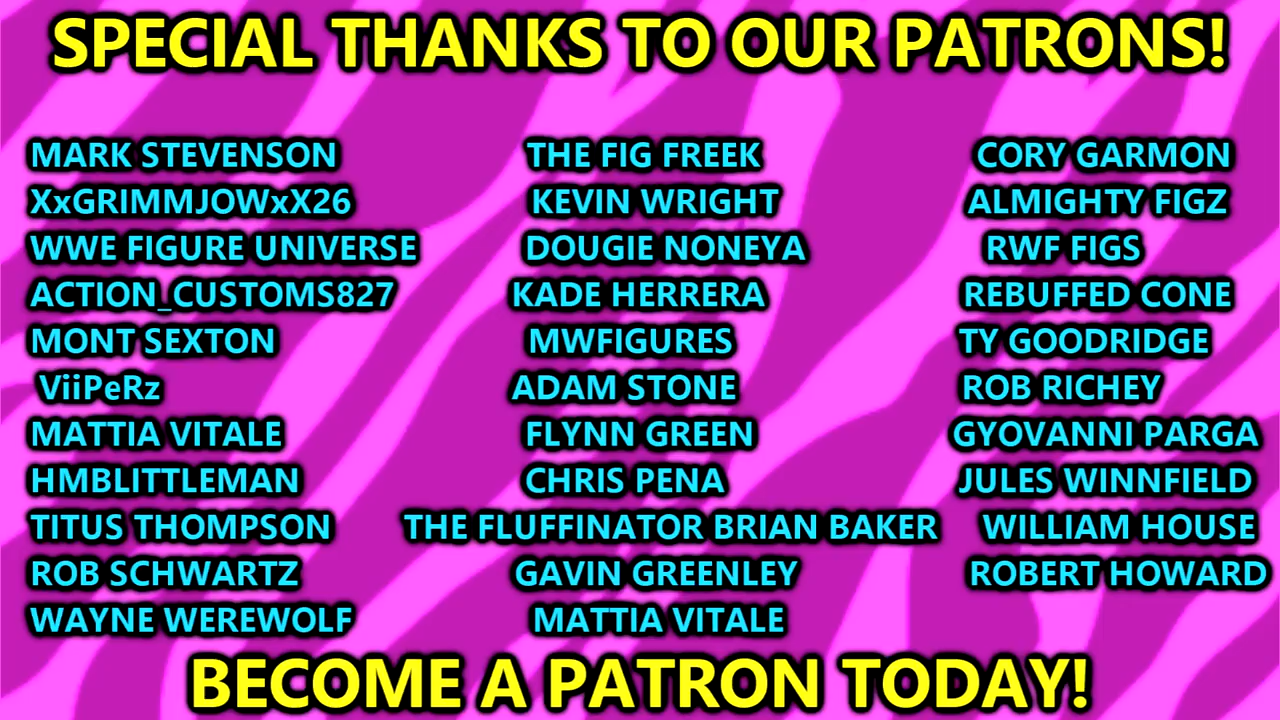 SPECIAL THANKS TO OUR PATRONS!
MARK STEVENSON THE FIG FREEK CORY GARMON
XxGRIMMJOWxX26 KEVIN WRIGHT ALMIGHTY FIGZ
WWE FIGURE UNIVERSE DOUGIE NONEYA RWF FIGS
ACTION_CUSTOMS827 KADE HERRERA REBUFFED CONE
MONT SEXTON MWFIGURES TY GOODRIDGE
ViiPeRz ADAM STONE ROB RICHEY
MATTIA VITALE FLYNN GREEN GYOVANNI PARGA
HMBLITTLEMAN CHRIS PENA JULES WINNFIELD
TITUS THOMPSON THE FLUFFINATOR BRIAN BAKER WILLIAM HOUSE
ROB SCHWARTZ GAVIN GREENLEY ROBERT HOWARD
WAYNE WEREWOLF MATTIA VITALE
BECOME A PATRON TODAY!